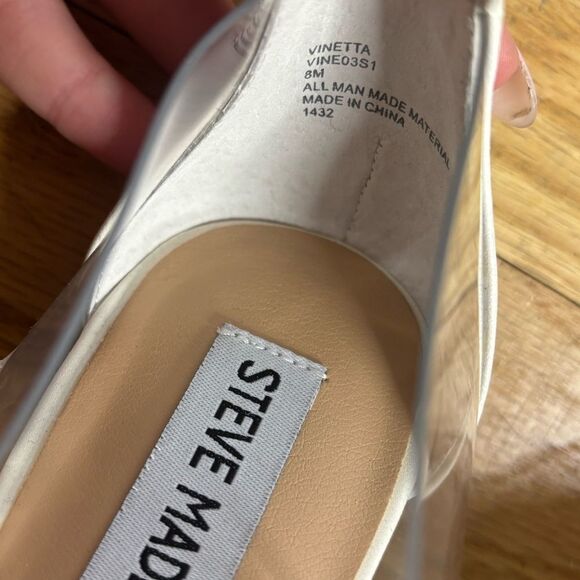 VINETTA
VINE03S1
8M
ALL MAN MADE MATERIAL
MADE IN CHINA
1432
STEVE MADD